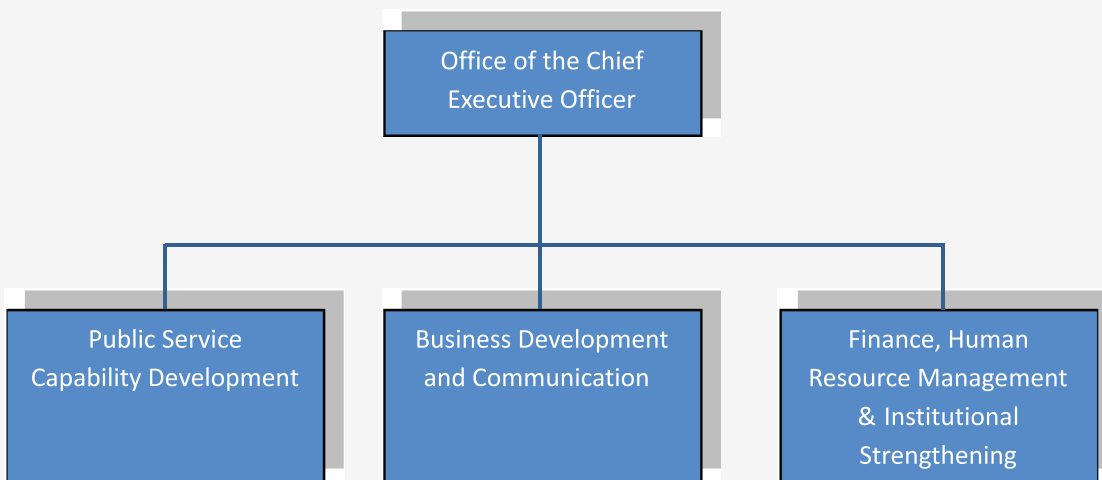 Office of the Chief
Executive Officer
Public Service
Capability Development
Business Development
and Communication
Finance, Human
Resource Management
& Institutional
Strengthening